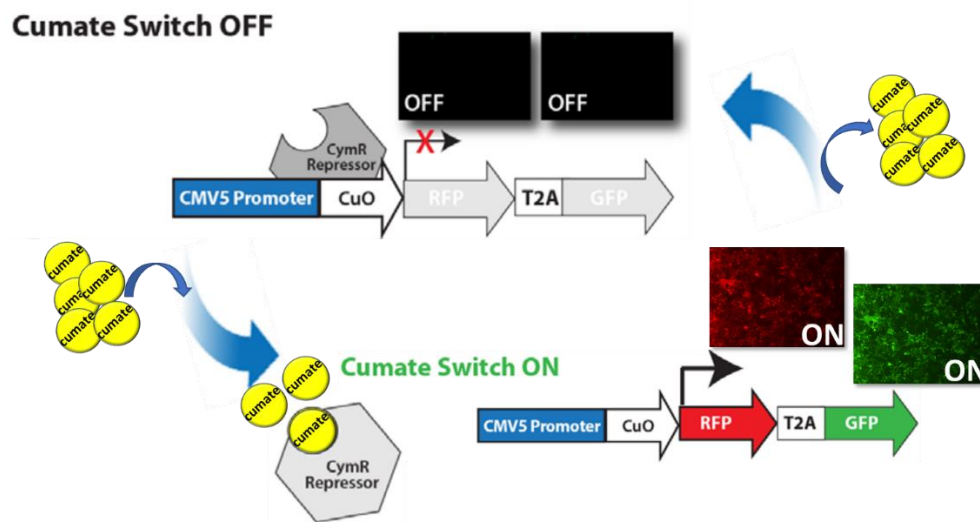 Cumate Switch OFF
OFF
OFF
CymR
Repressor
X
CMV5 Promoter
CuO
RFP
T2A
GFP
cumate
cumate
cumate
cumate
cumate
cumate
cumate
cumate
cumate
Cumate Switch ON
cumate
cumate
cumate
CymR
Repressor
ON
ON
CMV5 Promoter
CuO
RFP
T2A
GFP